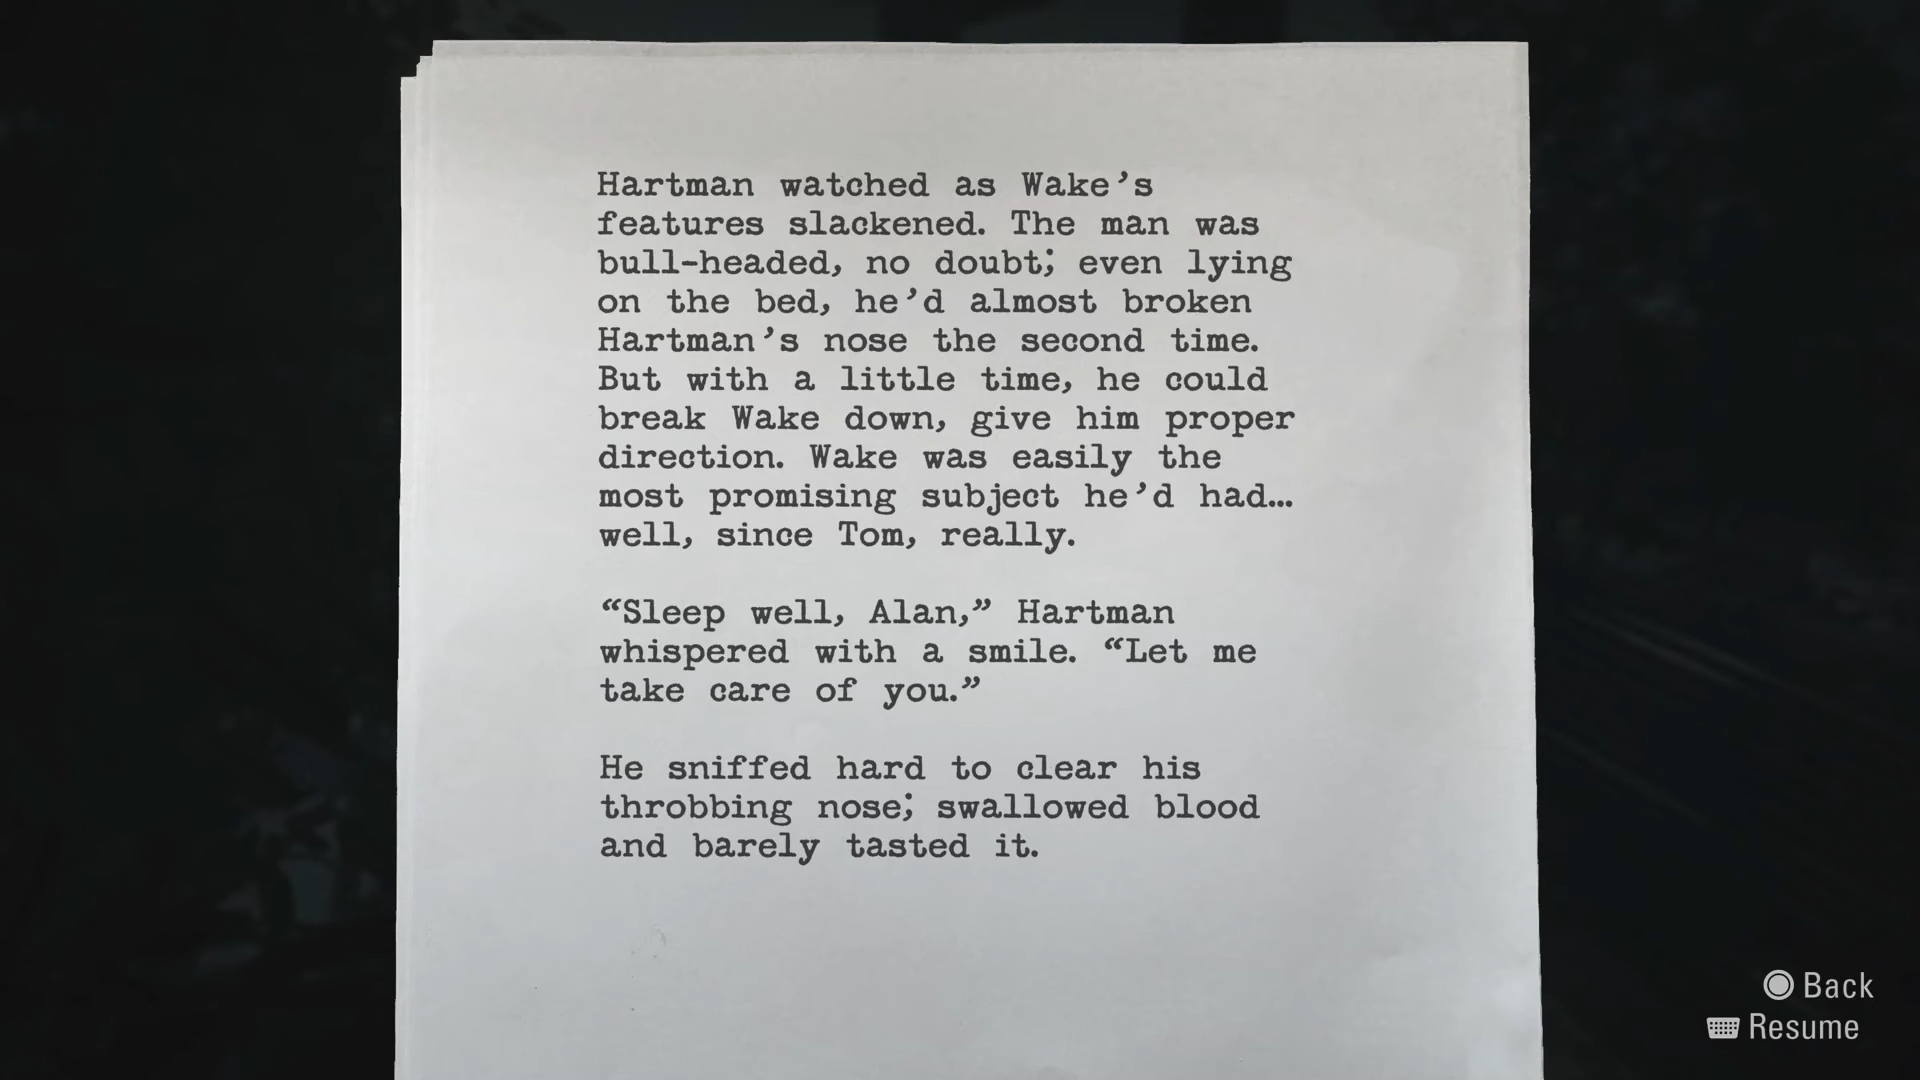 Hartman watched as Wake’s
features slackened. The man was
bull-headed, no doubt; even lying
on the bed, he’d almost broken
Hartman’s nose the second time.
But with a little time, he could
break Wake down, give him proper
direction. Wake was easily the
most promising subject he’d had…
well, since Tom, really.
“Sleep well, Alan,” Hartman
whispered with a smile. “Let me
take care of you.”
He sniffed hard to clear his
throbbing nose; swallowed blood
and barely tasted it.
Back
Resume